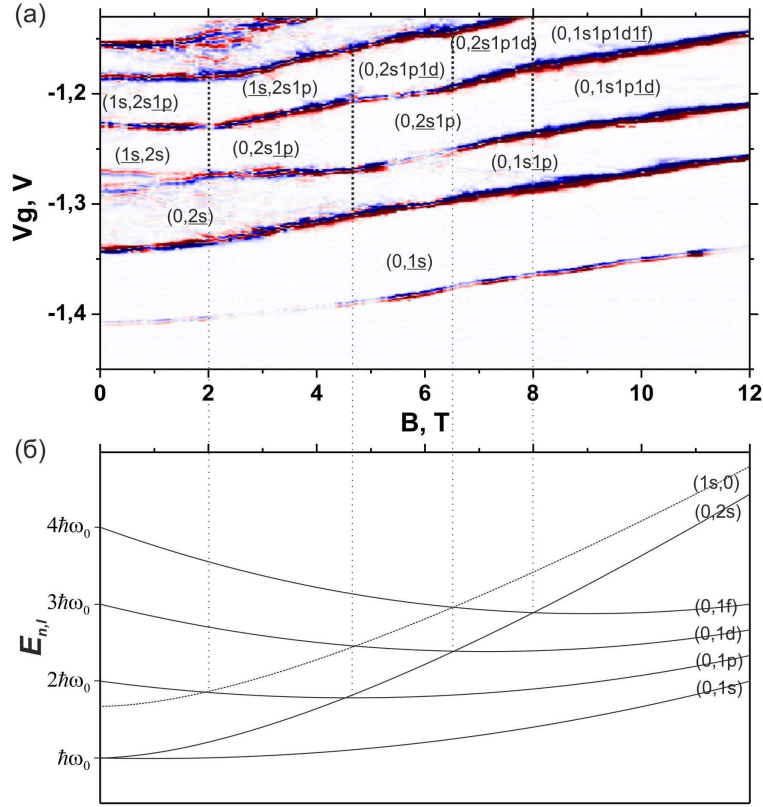 (а)
(0,2s1p1d)
(0,1s1p1d1f)
(0,2s1p1d)
-1,2
(1s,2s1p)
(1s,2s1p)
(0,1s1p1d)
(0,2s1p)
(1s,2s)
(0,2s1p)
(0,1s1p)
Vg, V
-1,3
(0,2s)
(0,1s)
-1,4
0 2 4 6 8 10 12
B, T
(б)
(1s,0)
(0,2s)
4ħω₀
3ħω₀
(0,1f)
(0,1d)
Eₙ,ₗ
2ħω₀
(0,1p)
(0,1s)
ħω₀